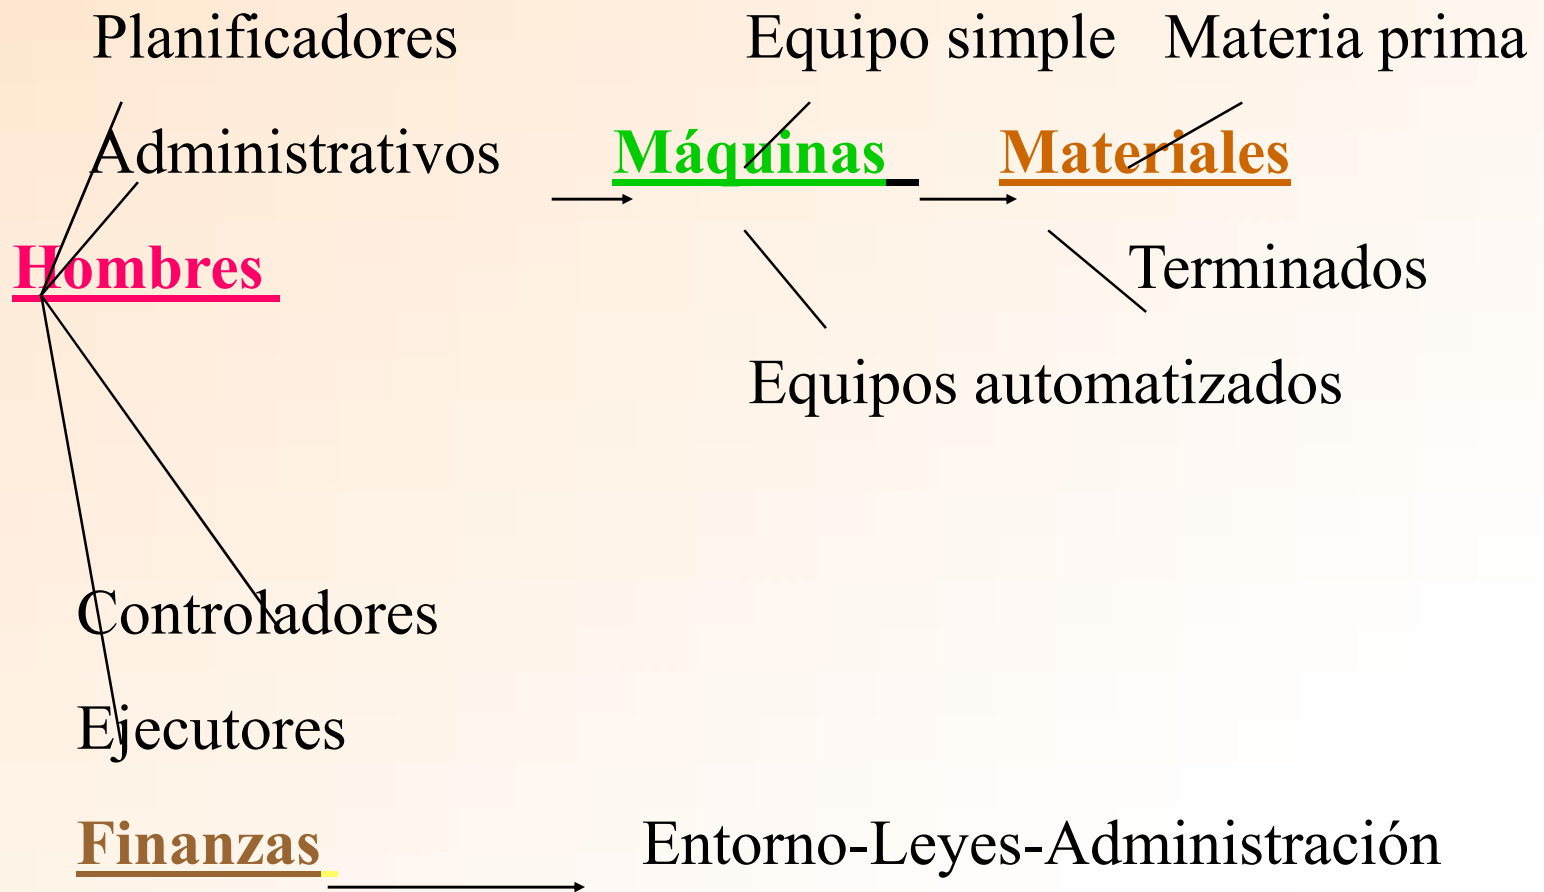 Planificadores Equipo simple Materia prima
Administrativos Máquinas Materiales
Hombres Terminados
Equipos automatizados
Controladores
Ejecutores
Finanzas Entorno-Leyes-Administración